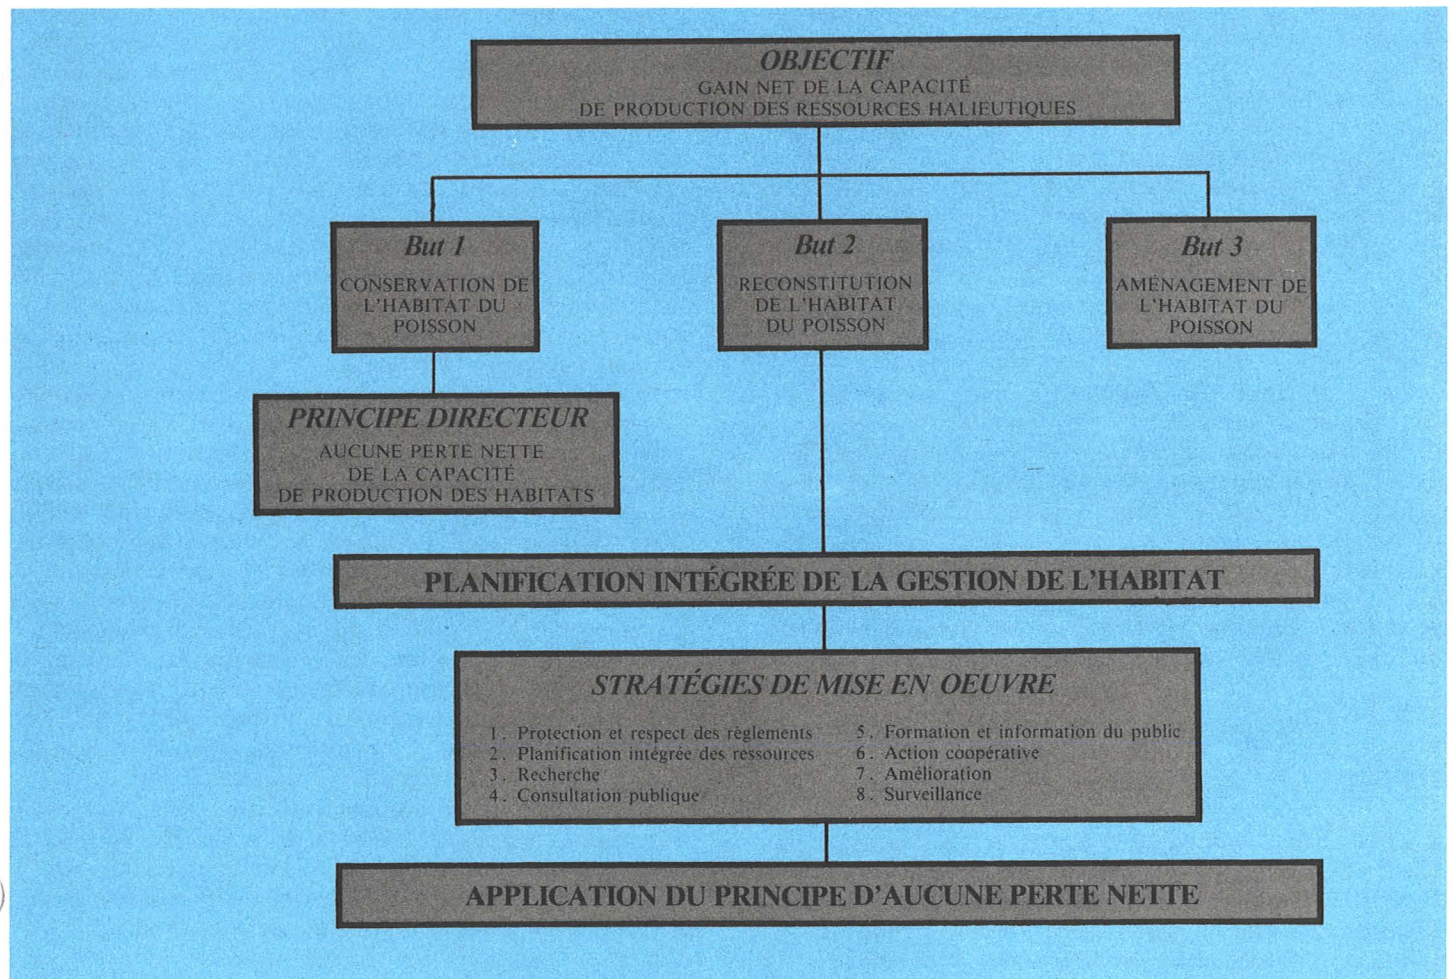 OBJECTIF
GAIN NET DE LA CAPACITÉ
DE PRODUCTION DES RESSOURCES HALIEUTIQUES
But 1
CONSERVATION DE
L'HABITAT DU
POISSON
But 2
RECONSTITUTION
DE L'HABITAT
DU POISSON
But 3
AMÉNAGEMENT DE
L'HABITAT DU
POISSON
PRINCIPE DIRECTEUR
AUCUNE PERTE NETTE
DE LA CAPACITÉ
DE PRODUCTION DES HABITATS
PLANIFICATION INTÉGRÉE DE LA GESTION DE L'HABITAT
STRATÉGIES DE MISE EN OEUVRE
1. Protection et respect des règlements
2. Planification intégrée des ressources
3. Recherche
4. Consultation publique
5. Formation et information du public
6. Action coopérative
7. Amélioration
8. Surveillance
APPLICATION DU PRINCIPE D'AUCUNE PERTE NETTE